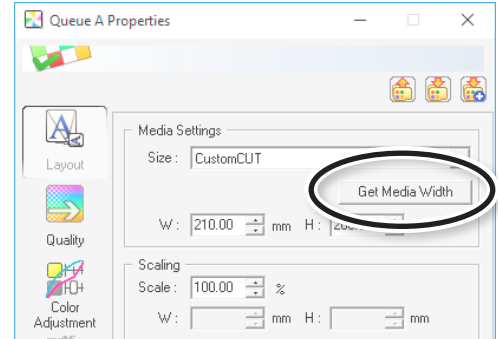 Queue A Properties
Layout
Quality
Color
Adjustment
Media Settings
Size : CustomCUT
Get Media Width
W : 210.00 mm H :
Scaling
Scale : 100.00 %
W : mm H : mm